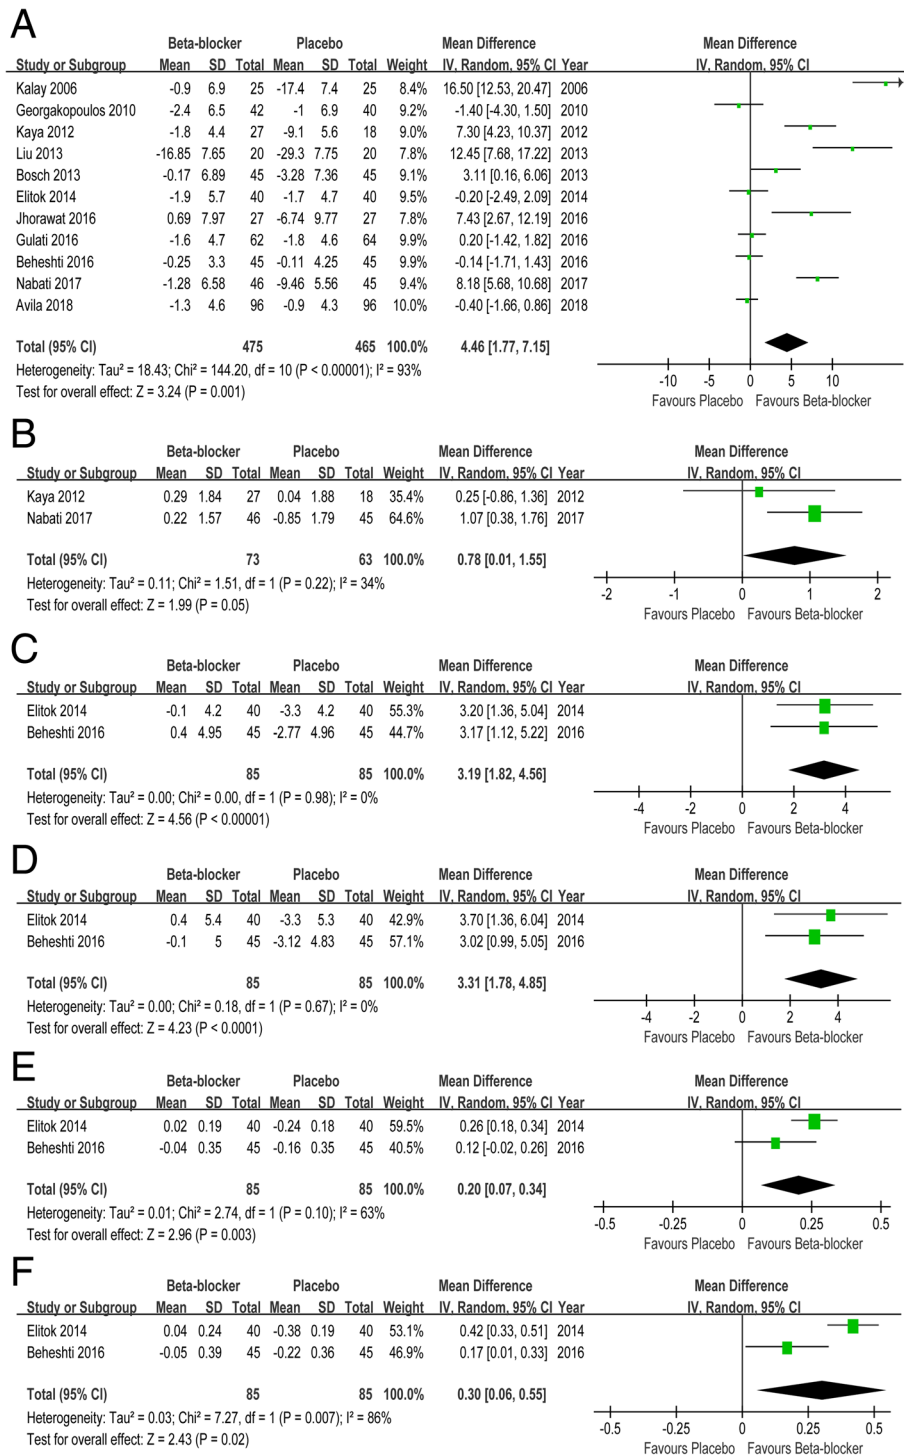 A
Beta-blocker Placebo Mean Difference Mean Difference
Study or Subgroup Mean SD Total Mean SD Total Weight IV, Random, 95% CI Year IV, Random, 95% CI
Kalay 2006 -0.9 6.9 25 -17.4 7.4 25 8.4% 16.50 [12.53, 20.47] 2006
Georgakopoulos 2010 -2.4 6.5 42 -1 6.9 40 9.2% -1.40 [-4.30, 1.50] 2010
Kaya 2012 -1.8 4.4 27 -9.1 5.6 18 9.0% 7.30 [4.23, 10.37] 2012
Liu 2013 -16.85 7.65 20 -29.3 7.75 20 7.8% 12.45 [7.68, 17.22] 2013
Bosch 2013 -0.17 6.89 45 -3.28 7.36 45 9.1% 3.11 [0.16, 6.06] 2013
Elitok 2014 -1.9 5.7 40 -1.7 4.7 40 9.5% -0.20 [-2.49, 2.09] 2014
Jhorawat 2016 0.69 7.97 27 -6.74 9.77 27 7.8% 7.43 [2.67, 12.19] 2016
Gulati 2016 -1.6 4.7 62 -1.8 4.6 64 9.9% 0.20 [-1.42, 1.82] 2016
Beheshti 2016 -0.25 3.3 45 -0.11 4.25 45 9.9% -0.14 [-1.71, 1.43] 2016
Nabati 2017 -1.28 6.58 46 -9.46 5.56 45 9.4% 8.18 [5.68, 10.68] 2017
Avila 2018 -1.3 4.6 96 -0.9 4.3 96 10.0% -0.40 [-1.66, 0.86] 2018
Total (95% CI) 475 465 100.0% 4.46 [1.77, 7.15]
Heterogeneity: Tau² = 18.43; Chi² = 144.20, df = 10 (P < 0.00001); I² = 93%
Test for overall effect: Z = 3.24 (P = 0.001)
-10 -5 0 5 10
Favours Placebo Favours Beta-blocker
B
Beta-blocker Placebo Mean Difference Mean Difference
Study or Subgroup Mean SD Total Mean SD Total Weight IV, Random, 95% CI Year IV, Random, 95% CI
Kaya 2012 0.29 1.84 27 0.04 1.88 18 35.4% 0.25 [-0.86, 1.36] 2012
Nabati 2017 0.22 1.57 46 -0.85 1.79 45 64.6% 1.07 [0.38, 1.76] 2017
Total (95% CI) 73 63 100.0% 0.78 [0.01, 1.55]
Heterogeneity: Tau² = 0.11; Chi² = 1.51, df = 1 (P = 0.22); I² = 34%
Test for overall effect: Z = 1.99 (P = 0.05)
-2 -1 0 1 2
Favours Placebo Favours Beta-blocker
C
Beta-blocker Placebo Mean Difference Mean Difference
Study or Subgroup Mean SD Total Mean SD Total Weight IV, Random, 95% CI Year IV, Random, 95% CI
Elitok 2014 -0.1 4.2 40 -3.3 4.2 40 55.3% 3.20 [1.36, 5.04] 2014
Beheshti 2016 0.4 4.95 45 -2.77 4.96 45 44.7% 3.17 [1.12, 5.22] 2016
Total (95% CI) 85 85 100.0% 3.19 [1.82, 4.56]
Heterogeneity: Tau² = 0.00; Chi² = 0.00, df = 1 (P = 0.98); I² = 0%
Test for overall effect: Z = 4.56 (P < 0.00001)
-4 -2 0 2 4
Favours Placebo Favours Beta-blocker
D
Beta-blocker Placebo Mean Difference Mean Difference
Study or Subgroup Mean SD Total Mean SD Total Weight IV, Random, 95% CI Year IV, Random, 95% CI
Elitok 2014 0.4 5.4 40 -3.3 5.3 40 42.9% 3.70 [1.36, 6.04] 2014
Beheshti 2016 -0.1 5 45 -3.12 4.83 45 57.1% 3.02 [0.99, 5.05] 2016
Total (95% CI) 85 85 100.0% 3.31 [1.78, 4.85]
Heterogeneity: Tau² = 0.00; Chi² = 0.18, df = 1 (P = 0.67); I² = 0%
Test for overall effect: Z = 4.23 (P < 0.0001)
-4 -2 0 2 4
Favours Placebo Favours Beta-blocker
E
Beta-blocker Placebo Mean Difference Mean Difference
Study or Subgroup Mean SD Total Mean SD Total Weight IV, Random, 95% CI Year IV, Random, 95% CI
Elitok 2014 0.02 0.19 40 -0.24 0.18 40 59.5% 0.26 [0.18, 0.34] 2014
Beheshti 2016 -0.04 0.35 45 -0.16 0.35 45 40.5% 0.12 [-0.02, 0.26] 2016
Total (95% CI) 85 85 100.0% 0.20 [0.07, 0.34]
Heterogeneity: Tau² = 0.01; Chi² = 2.74, df = 1 (P = 0.10); I² = 63%
Test for overall effect: Z = 2.96 (P = 0.003)
-0.5 -0.25 0 0.25 0.5
Favours Placebo Favours Beta-blocker
F
Beta-blocker Placebo Mean Difference Mean Difference
Study or Subgroup Mean SD Total Mean SD Total Weight IV, Random, 95% CI Year IV, Random, 95% CI
Elitok 2014 0.04 0.24 40 -0.38 0.19 40 53.1% 0.42 [0.33, 0.51] 2014
Beheshti 2016 -0.05 0.39 45 -0.22 0.36 45 46.9% 0.17 [0.01, 0.33] 2016
Total (95% CI) 85 85 100.0% 0.30 [0.06, 0.55]
Heterogeneity: Tau² = 0.03; Chi² = 7.27, df = 1 (P = 0.007); I² = 86%
Test for overall effect: Z = 2.43 (P = 0.02)
-0.5 -0.25 0 0.25 0.5
Favours Placebo Favours Beta-blocker